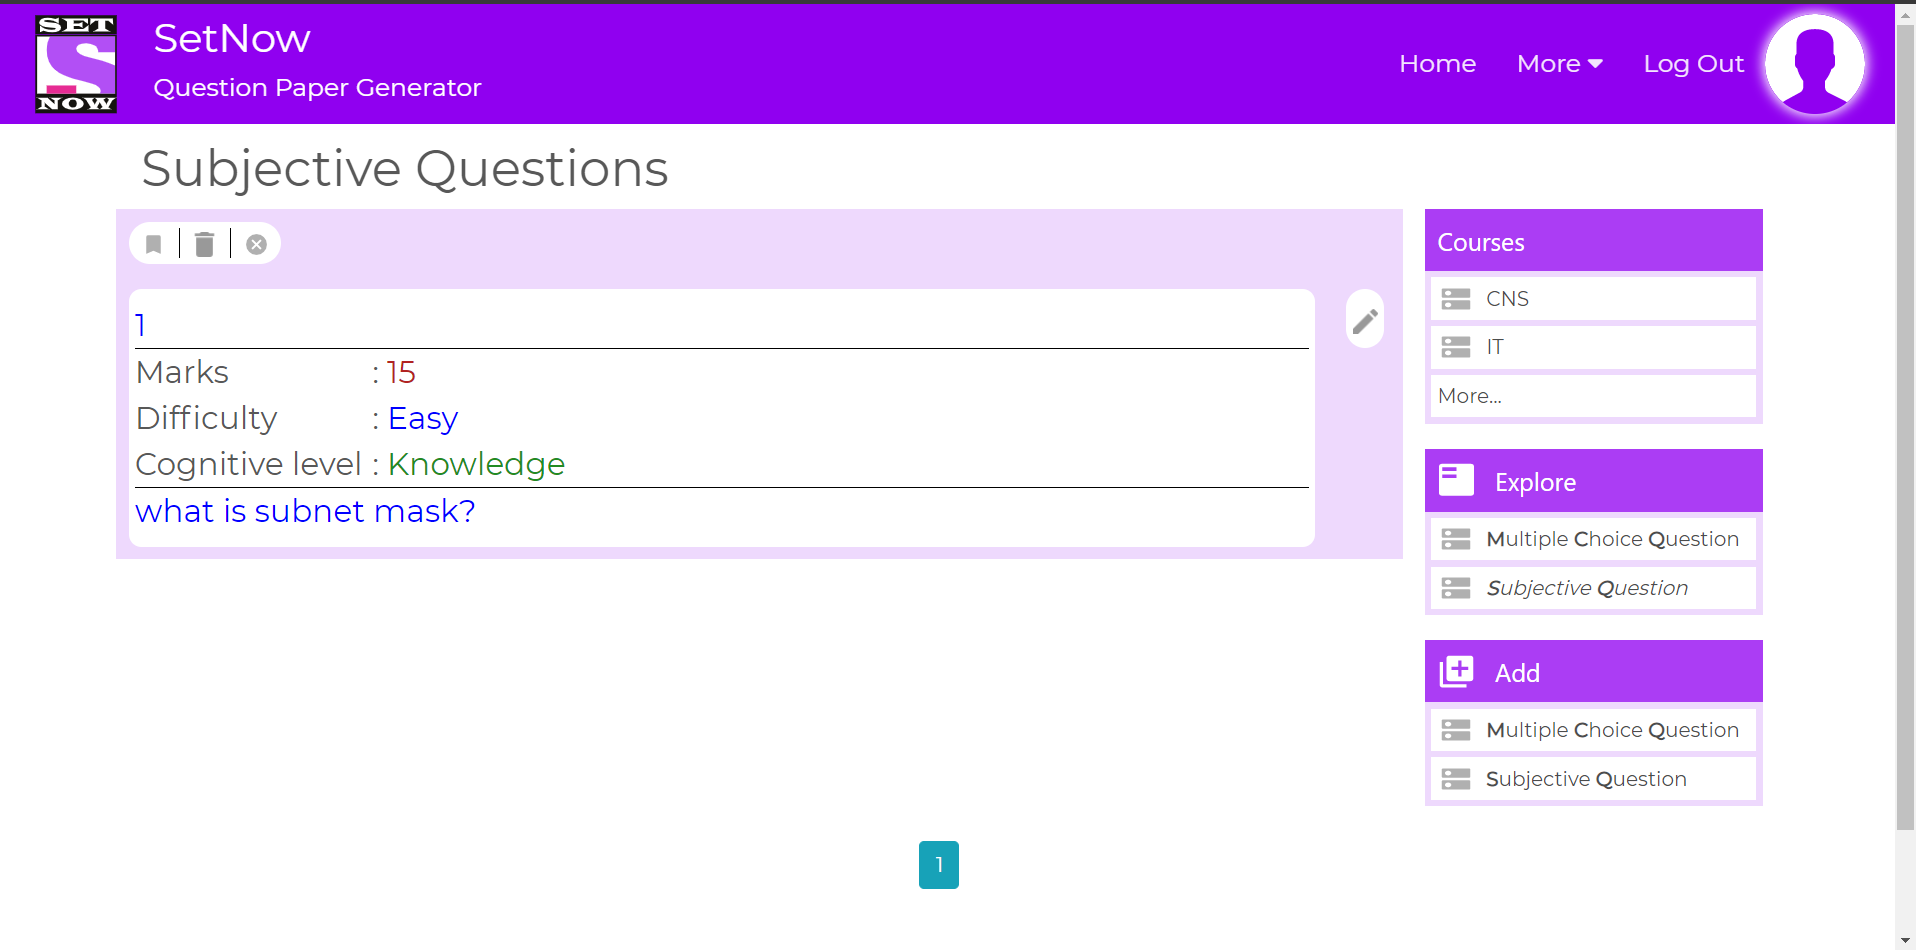 SET
NOW
SetNow
Question Paper Generator
Home
More
Log Out
Subjective Questions
1
Marks : 15
Difficulty : Easy
Cognitive level : Knowledge
what is subnet mask?
Courses
CNS
IT
More...
Explore
Multiple Choice Question
Subjective Question
Add
Multiple Choice Question
Subjective Question
1